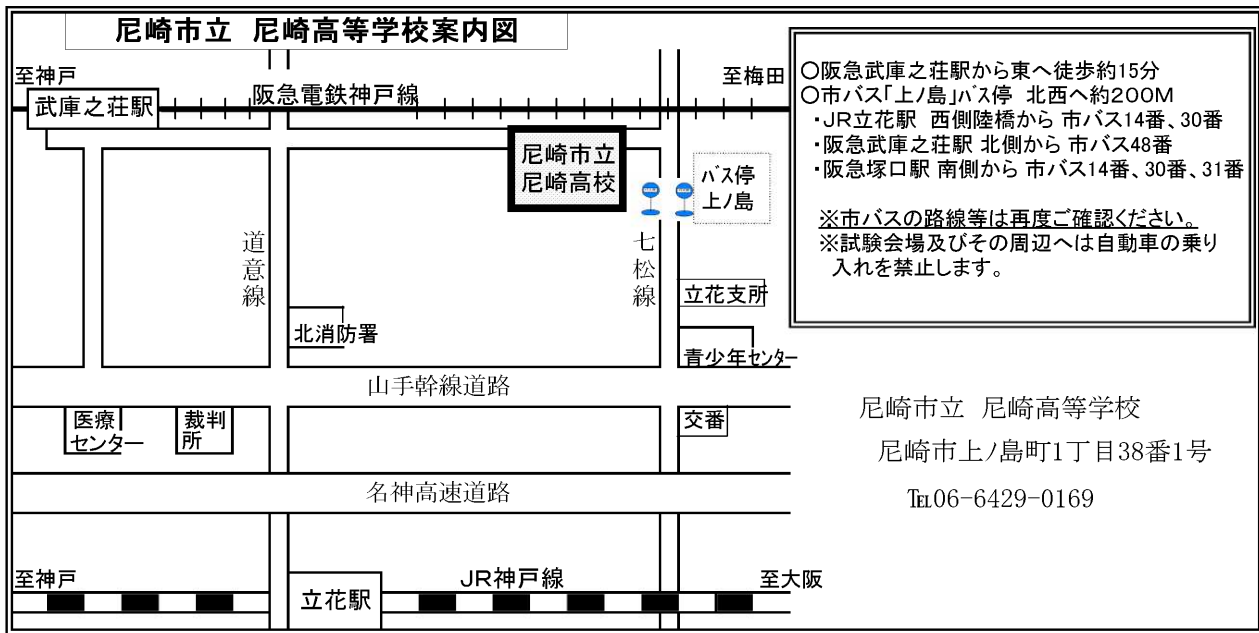 尼崎市立 尼崎高等学校案内図
至神戸
武庫之荘駅
阪急電鉄神戸線
至梅田
尼崎市立
尼崎高校
バス停
上ノ島
道意線
七松線
立花支所
北消防署
青少年センター
山手幹線道路
医療
センター
裁判
所
交番
名神高速道路
至神戸
立花駅
JR神戸線
至大阪
○阪急武庫之荘駅から東へ徒歩約15分
○市バス「上ノ島」バス停 北西へ約200M
・JR立花駅 西側陸橋から 市バス14番、30番
・阪急武庫之荘駅 北側から 市バス48番
・阪急塚口駅 南側から 市バス14番、30番、31番
※市バスの路線等は再度ご確認ください。
※試験会場及びその周辺へは自動車の乗り
入れを禁止します。
尼崎市立 尼崎高等学校
尼崎市上ノ島町1丁目38番1号
℡06-6429-0169